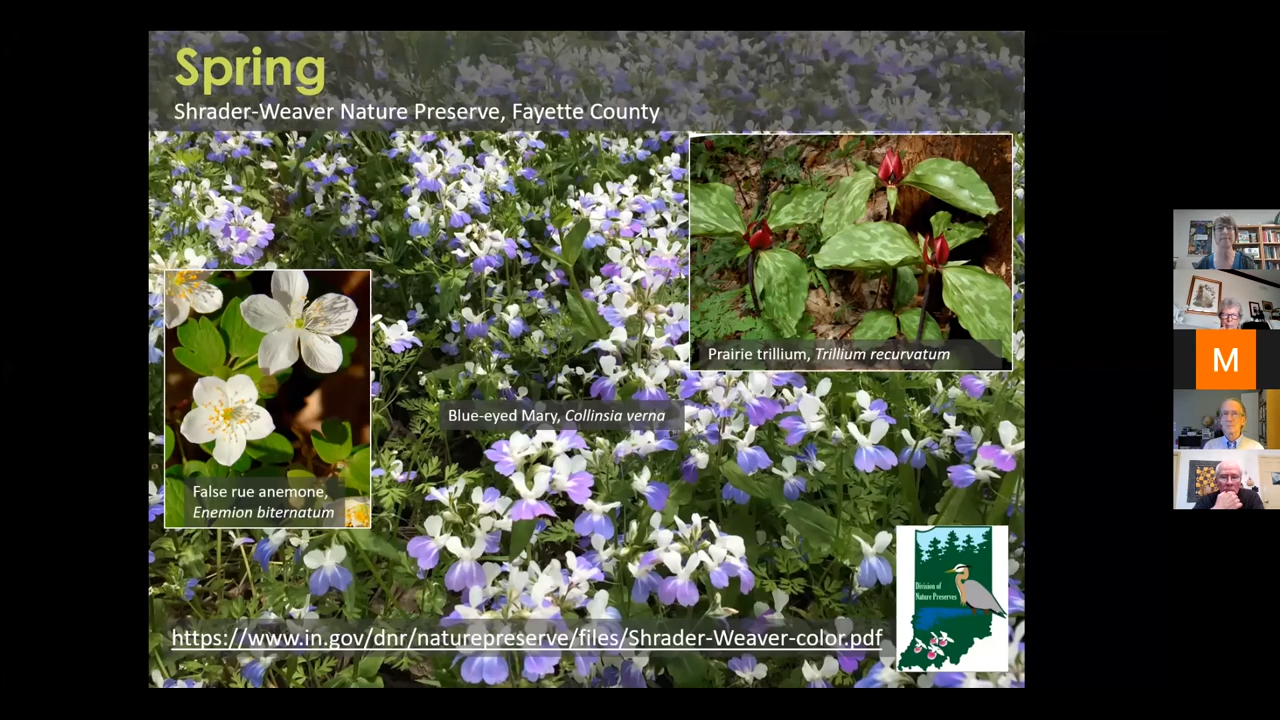 Spring
Shrader-Weaver Nature Preserve, Fayette County
Prairie trillium, Trillium recurvatum
Blue-eyed Mary, Collinsia verna
False rue anemone,
Enemion biternatum
https://www.in.gov/dnr/naturepreserve/files/Shrader-Weaver-color.pdf
Division of
Nature Preserves
M